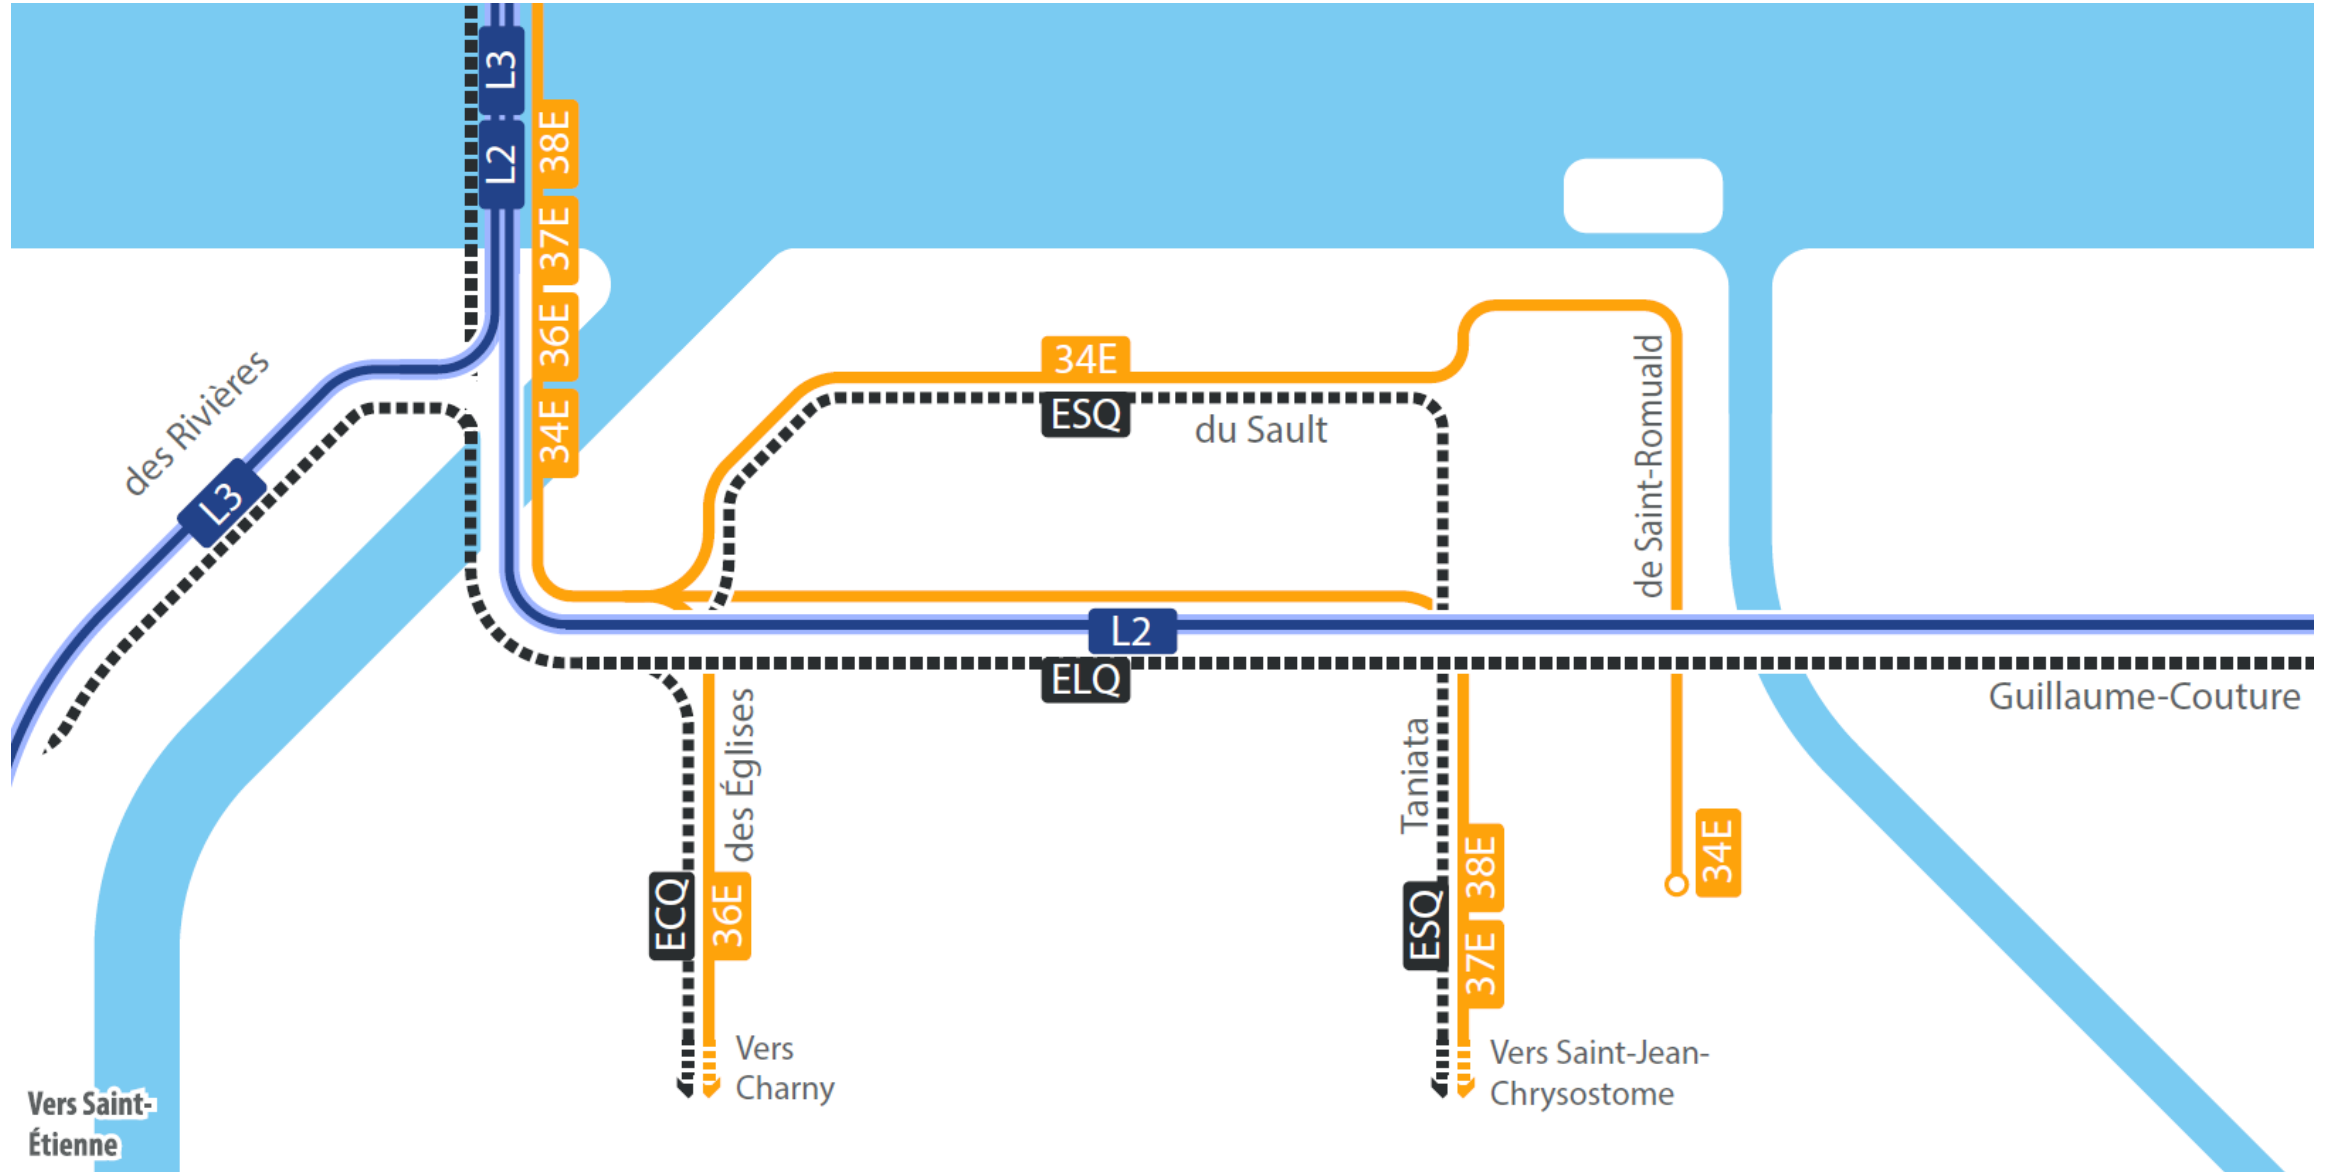 L3
L2
38E
37E
36E
34E
des Rivières
L3
34E
ESQ
du Sault
de Saint-Romuald
L2
ELQ
Guillaume-Couture
des Églises
Taniata
ECQ
36E
ESQ
38E
37E
34E
Vers
Charny
Vers Saint-Jean-
Chrysostome
Vers Saint-
Étienne